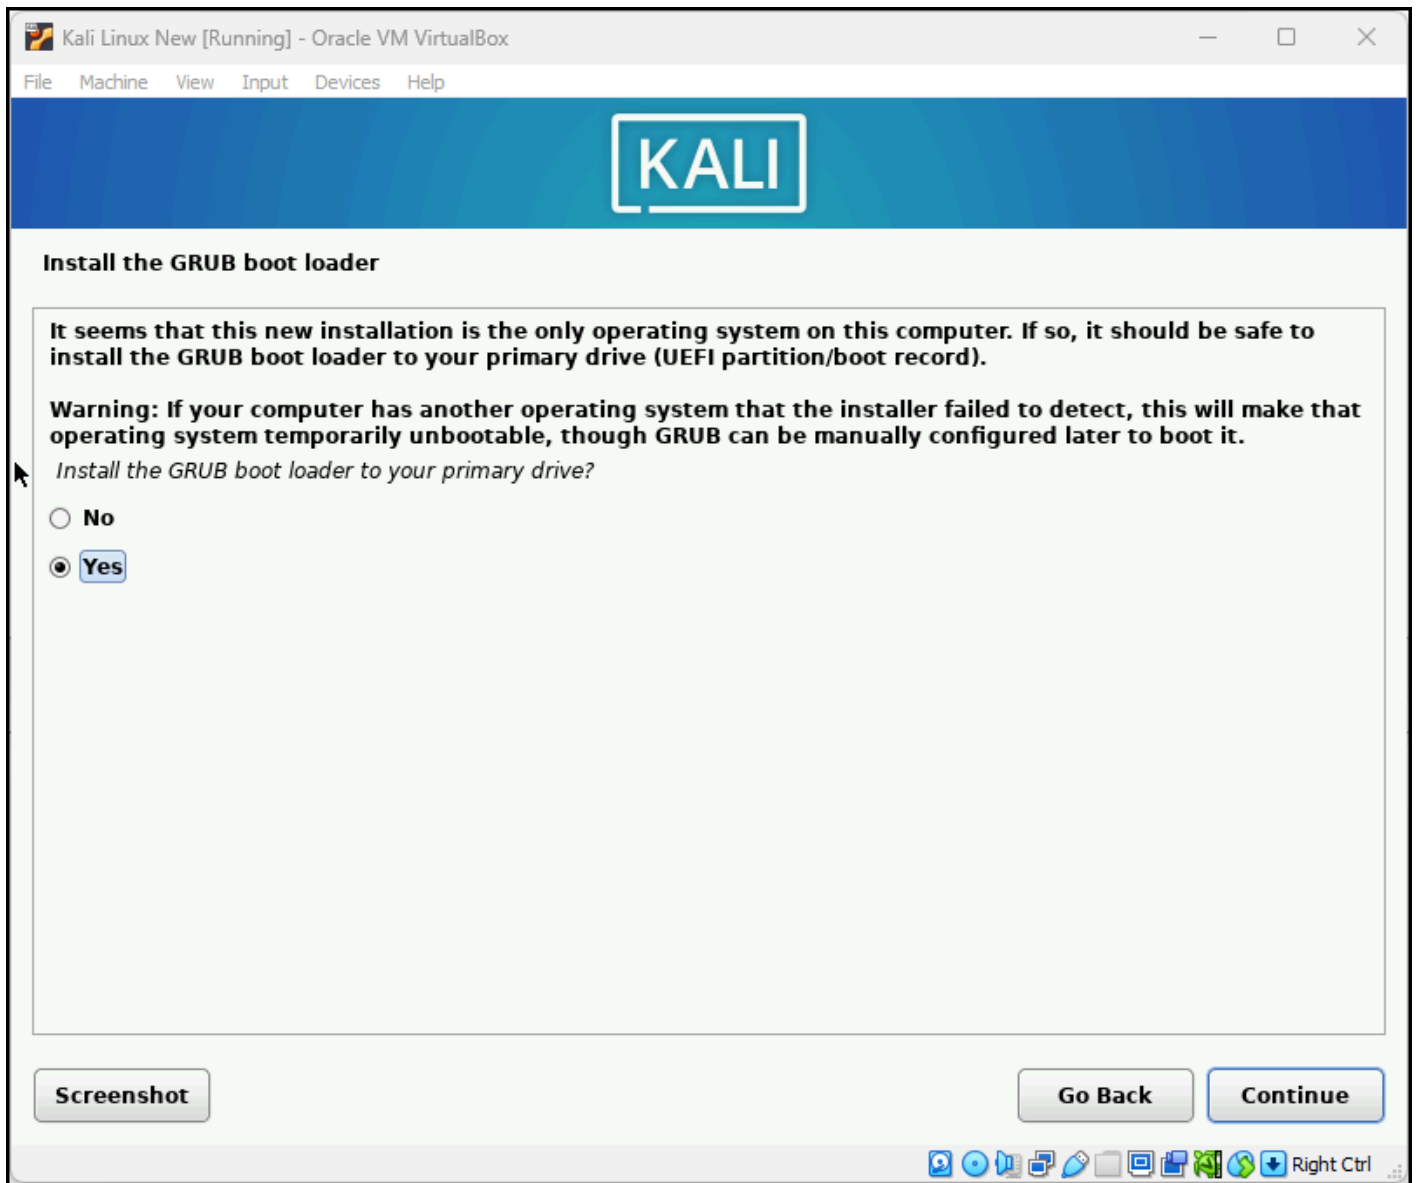 Kali Linux New [Running] - Oracle VM VirtualBox
File Machine View Input Devices Help
KALI
Install the GRUB boot loader
It seems that this new installation is the only operating system on this computer. If so, it should be safe to
install the GRUB boot loader to your primary drive (UEFI partition/boot record).
Warning: If your computer has another operating system that the installer failed to detect, this will make that
operating system temporarily unbootable, though GRUB can be manually configured later to boot it.
Install the GRUB boot loader to your primary drive?
No
Yes
Screenshot Go Back Continue
Right Ctrl